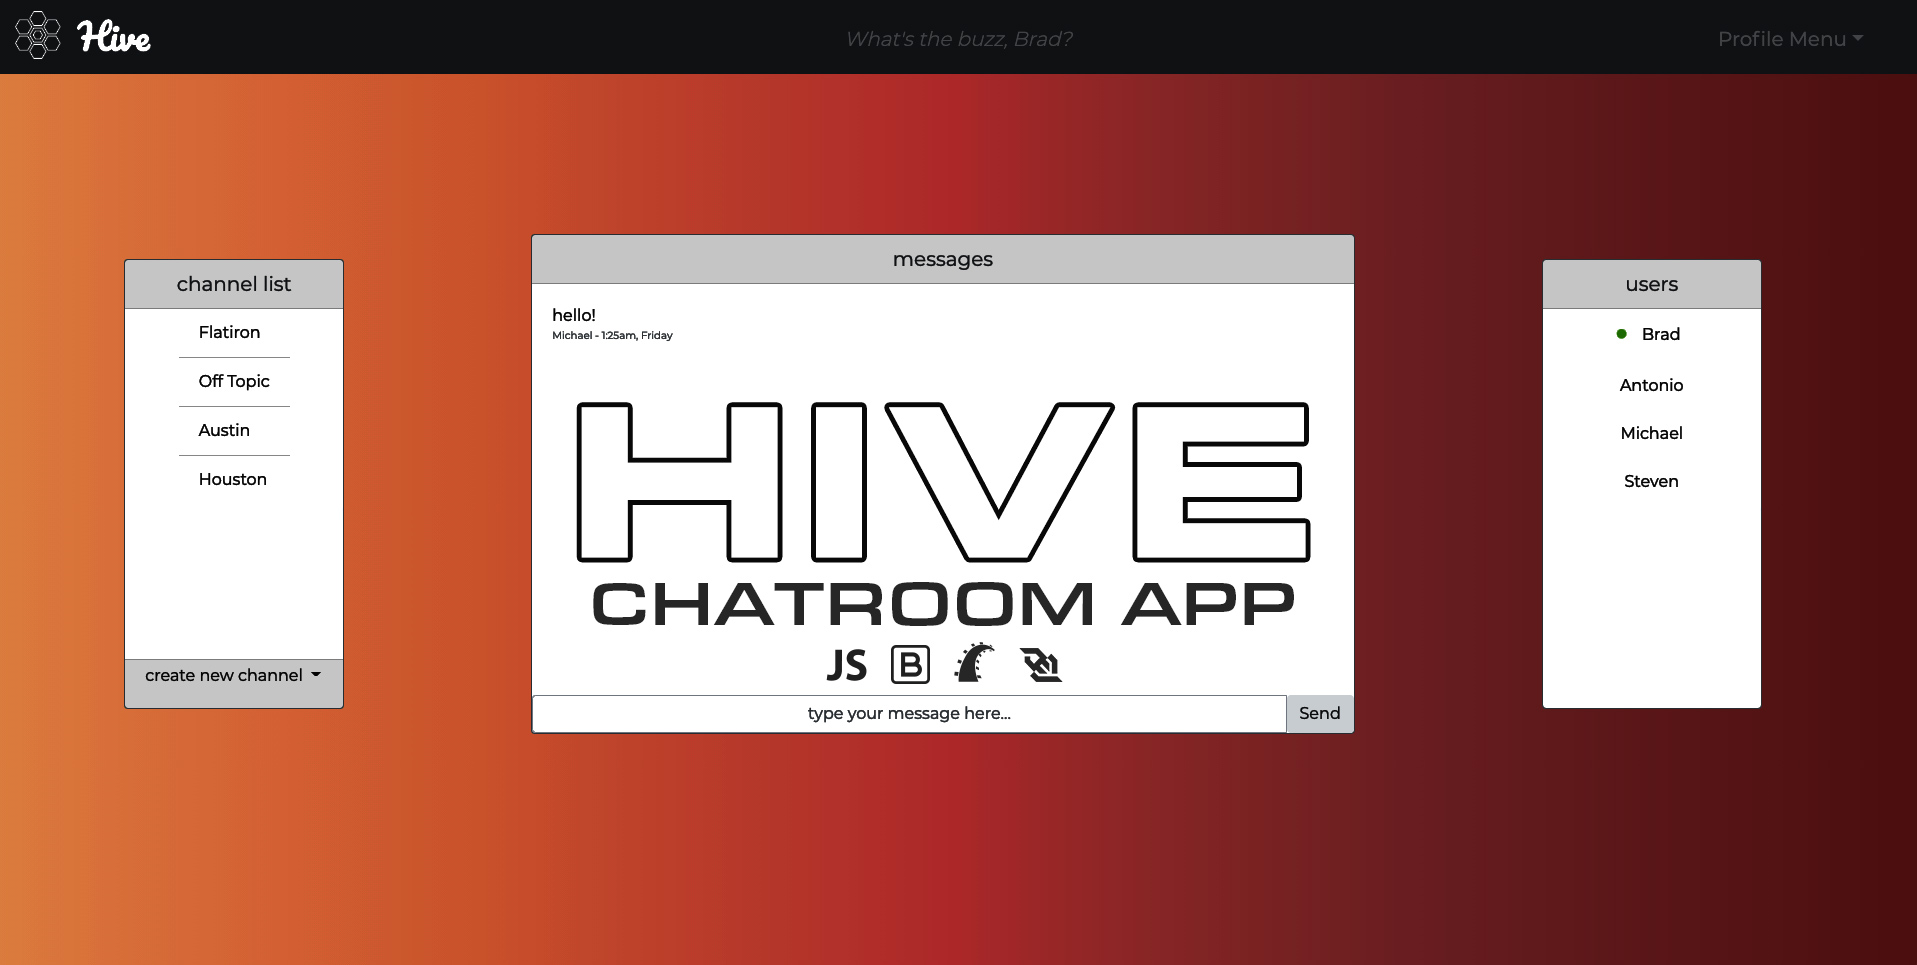 Hive
What's the buzz, Brad?
Profile Menu
channel list
Flatiron
Off Topic
Austin
Houston
create new channel
messages
hello!
Michael - 1:25am, Friday
HIVE
CHATROOM APP
JS B
type your message here...
Send
users
Brad
Antonio
Michael
Steven